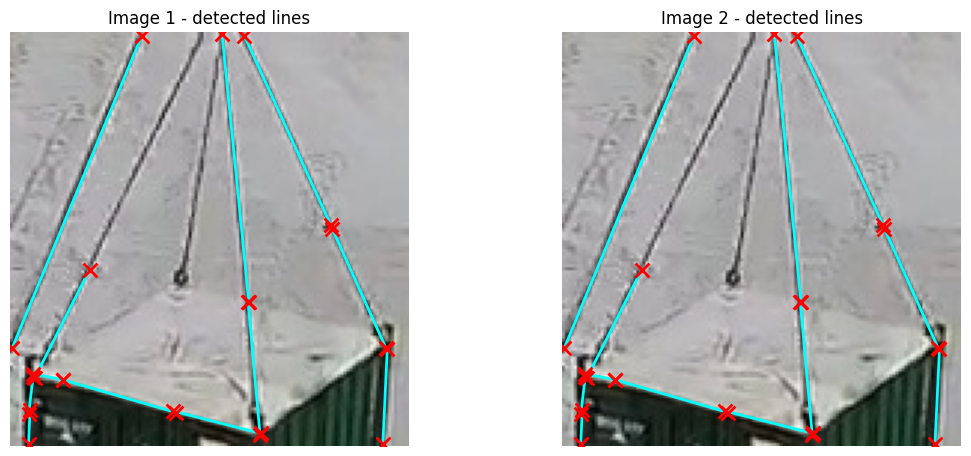 Image 1 - detected lines
Image 2 - detected lines